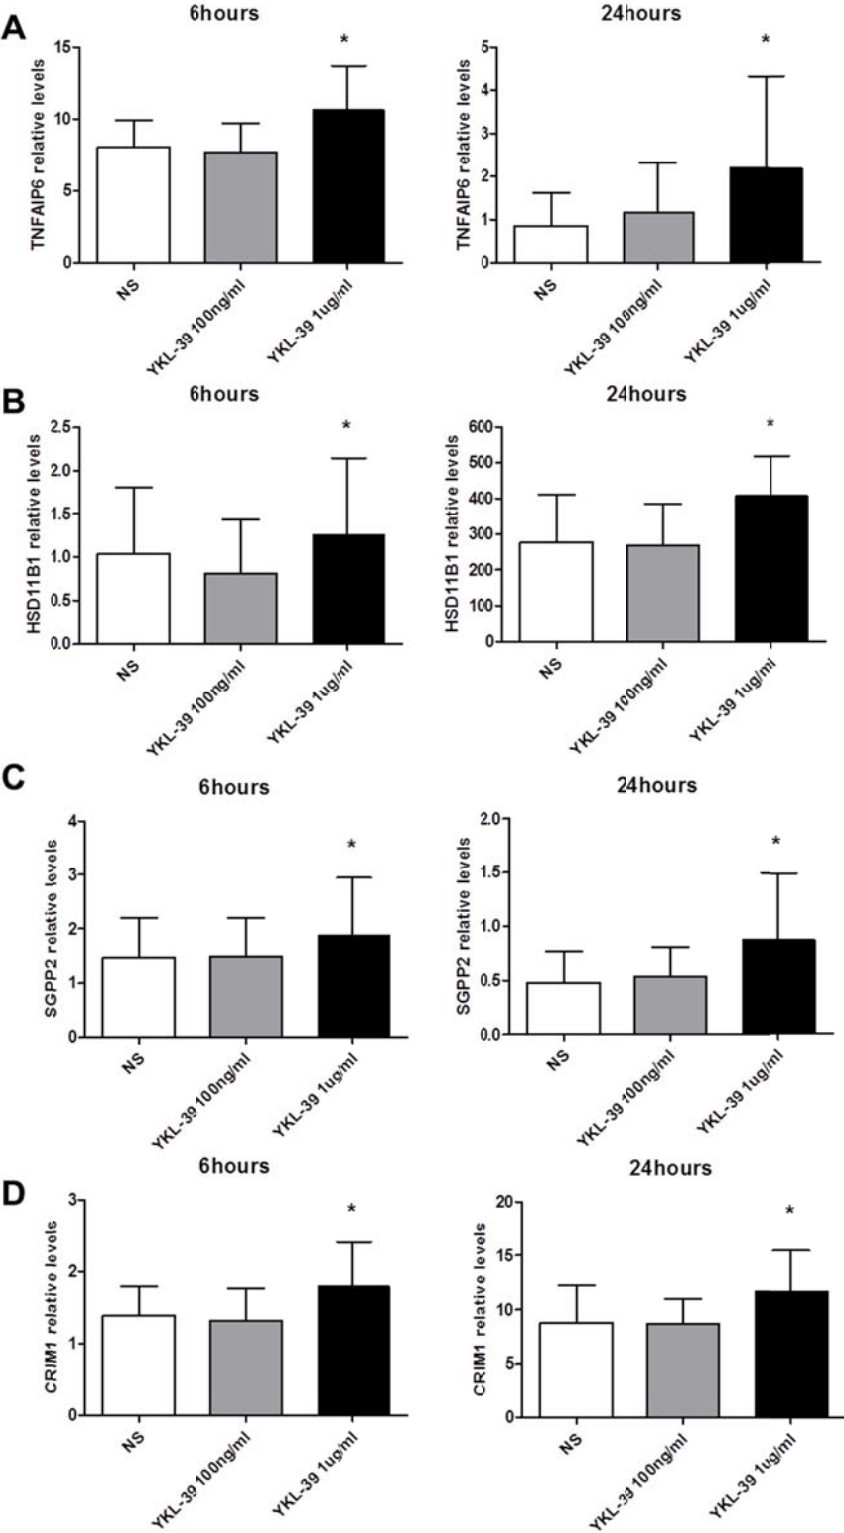 A
6hours
24hours
*
*
TNFAIP6 relative levels
15
10
5
0
TNFAIP6 relative levels
5
4
3
2
1
0
NS
YKL-39 100ng/ml
YKL-39 1ug/ml
NS
YKL-39 100ng/ml
YKL-39 1ug/ml
B
6hours
24hours
*
*
HSD11B1 relative levels
2.5
2.0
1.5
1.0
0.5
0.0
HSD11B1 relative levels
600
500
400
300
200
100
0
NS
YKL-39 100ng/ml
YKL-39 1ug/ml
NS
YKL-39 100ng/ml
YKL-39 1ug/ml
C
6hours
24hours
*
*
SGPP2 relative levels
4
3
2
1
0
SGPP2 relative levels
2.0
1.5
1.0
0.5
0.0
NS
YKL-39 100ng/ml
YKL-39 1ug/ml
NS
YKL-39 100ng/ml
YKL-39 1ug/ml
D
6hours
24hours
*
*
CRIM1 relative levels
3
2
1
0
CRIM1 relative levels
20
15
10
5
0
NS
YKL-39 100ng/ml
YKL-39 1ug/ml
NS
YKL-39 100ng/ml
YKL-39 1ug/ml